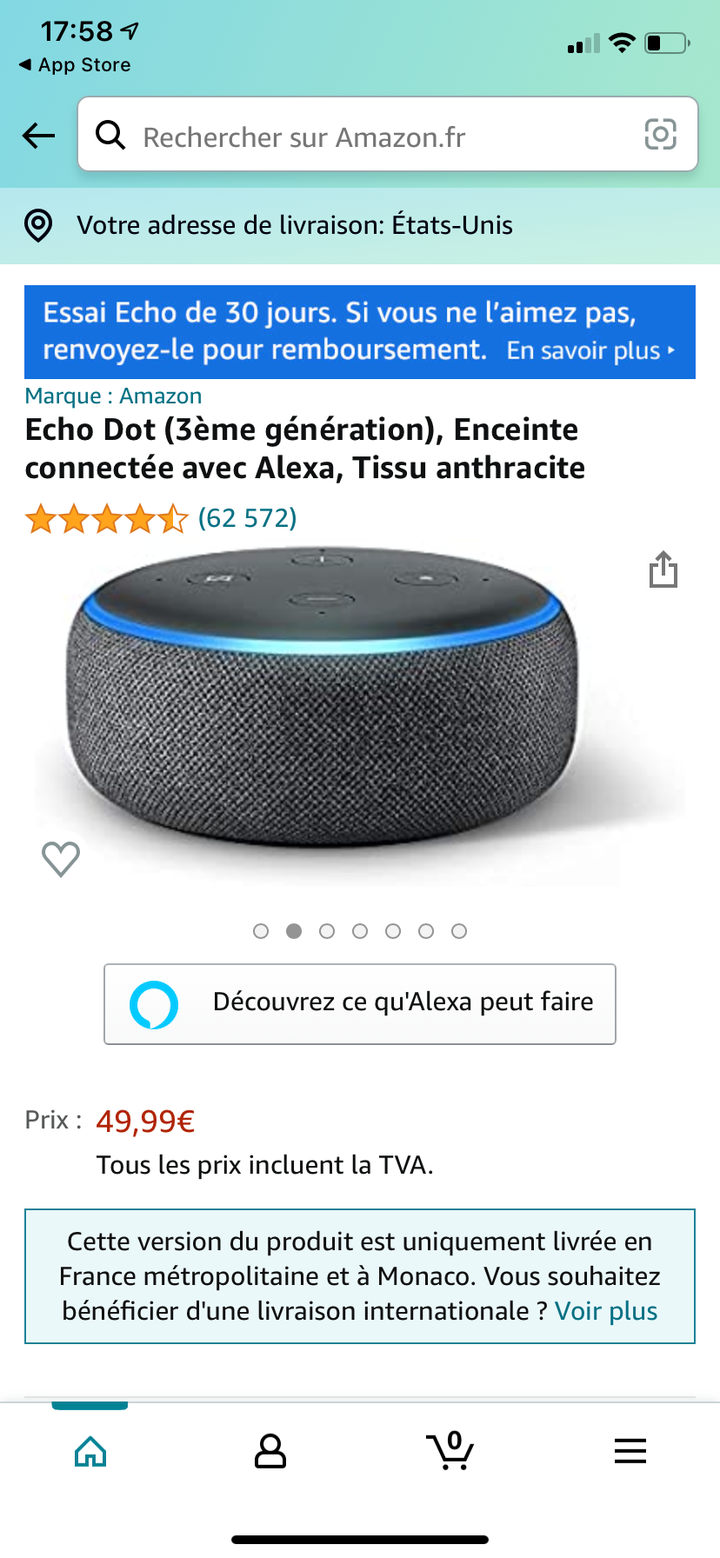 17:58
App Store
Rechercher sur Amazon.fr
Votre adresse de livraison: États-Unis
Essai Echo de 30 jours. Si vous ne l’aimez pas,
renvoyez-le pour remboursement. En savoir plus
Marque : Amazon
Echo Dot (3ème génération), Enceinte
connectée avec Alexa, Tissu anthracite
(62 572)
Découvrez ce qu'Alexa peut faire
Prix : 49,99€
Tous les prix incluent la TVA.
Cette version du produit est uniquement livrée en
France métropolitaine et à Monaco. Vous souhaitez
bénéficier d'une livraison internationale ? Voir plus
0